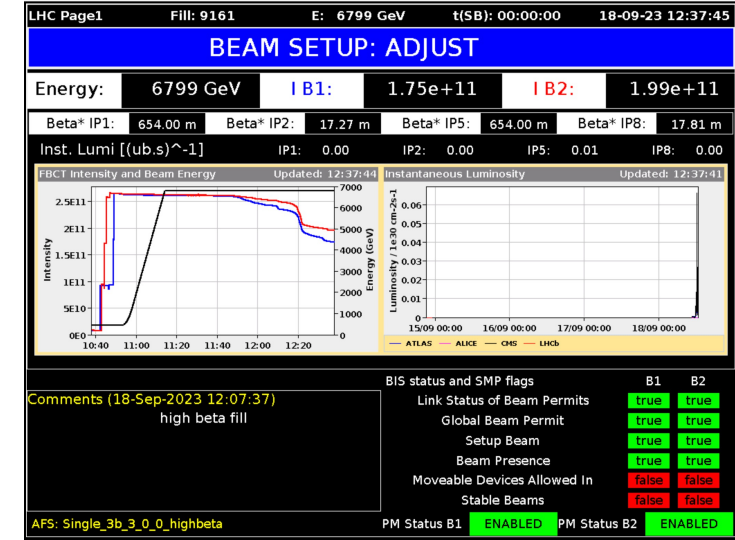 LHC Page1 Fill: 9161 E: 6799 GeV t(SB): 00:00:00 18-09-23 12:37:45
BEAM SETUP: ADJUST
Energy: 6799 GeV I B1: 1.75e+11 I B2: 1.99e+11
Beta* IP1: 654.00 m Beta* IP2: 17.27 m Beta* IP5: 654.00 m Beta* IP8: 17.81 m
Inst. Lumi [(ub.s)^-1] IP1: 0.00 IP2: 0.00 IP5: 0.01 IP8: 0.00
FBCT Intensity and Beam Energy Updated: 12:37:44
Intensity
2.5E11
2E11
1.5E11
1E11
5E10
0E0
7000
6000
5000
4000
3000
2000
1000
0
Energy (GeV)
10:40 11:00 11:20 11:40 12:00 12:20
Instantaneous Luminosity Updated: 12:37:41
Luminosity / 1e30 cm-2s-1
0.06
0.05
0.04
0.03
0.02
0.01
0
15/09 00:00 16/09 00:00 17/09 00:00 18/09 00:00
ATLAS ALICE CMS LHCb
Comments (18-Sep-2023 12:07:37)
high beta fill
BIS status and SMP flags B1 B2
Link Status of Beam Permits true true
Global Beam Permit true true
Setup Beam true true
Beam Presence true true
Moveable Devices Allowed In false false
Stable Beams false false
AFS: Single_3b_3_0_0_highbeta PM Status B1 ENABLED PM Status B2 ENABLED